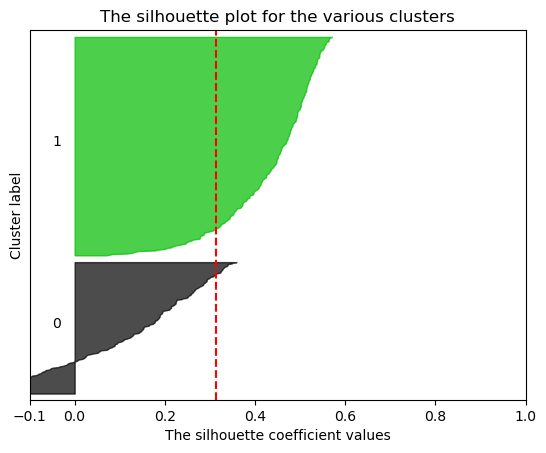 The silhouette plot for the various clusters
1
0
Cluster label
−0.1 0.0 0.2 0.4 0.6 0.8 1.0
The silhouette coefficient values